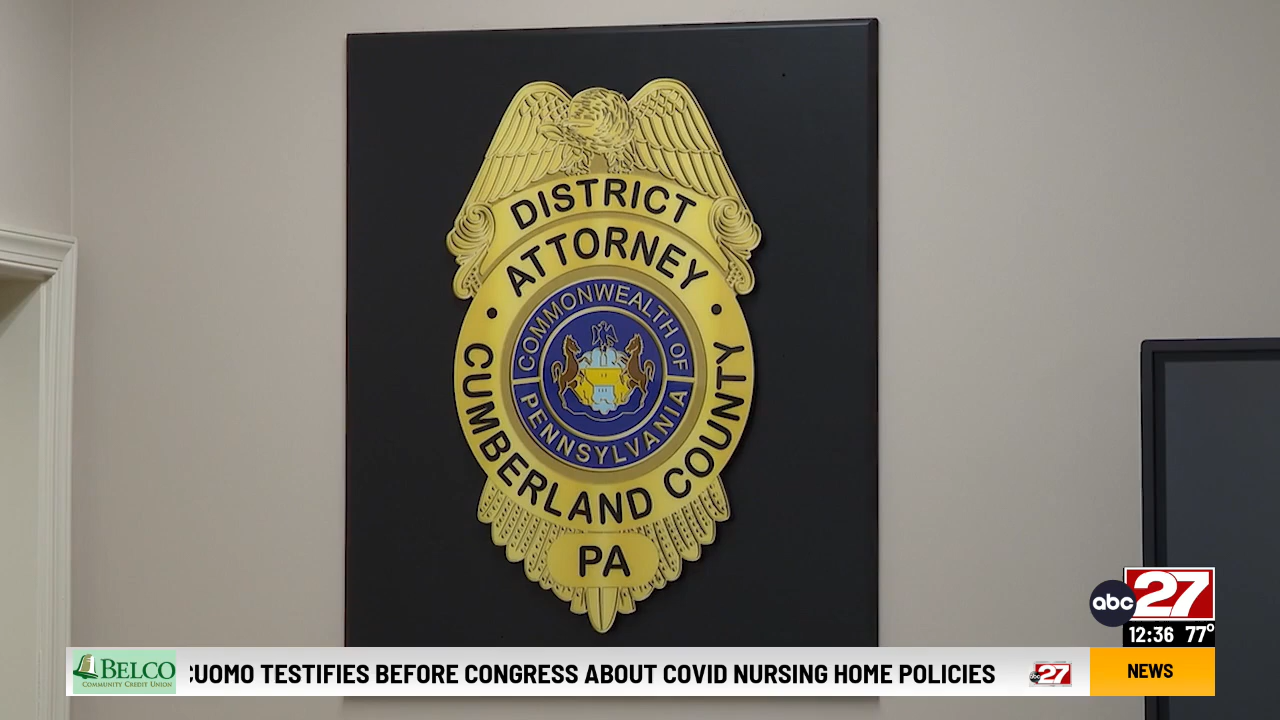 DISTRICT
ATTORNEY
COMMONWEALTH OF
PENNSYLVANIA
CUMBERLAND COUNTY
PA
abc 27
12:36 77°
BELCO
COMMUNITY CREDIT UNION
CUOMO TESTIFIES BEFORE CONGRESS ABOUT COVID NURSING HOME POLICIES
abc 27
NEWS